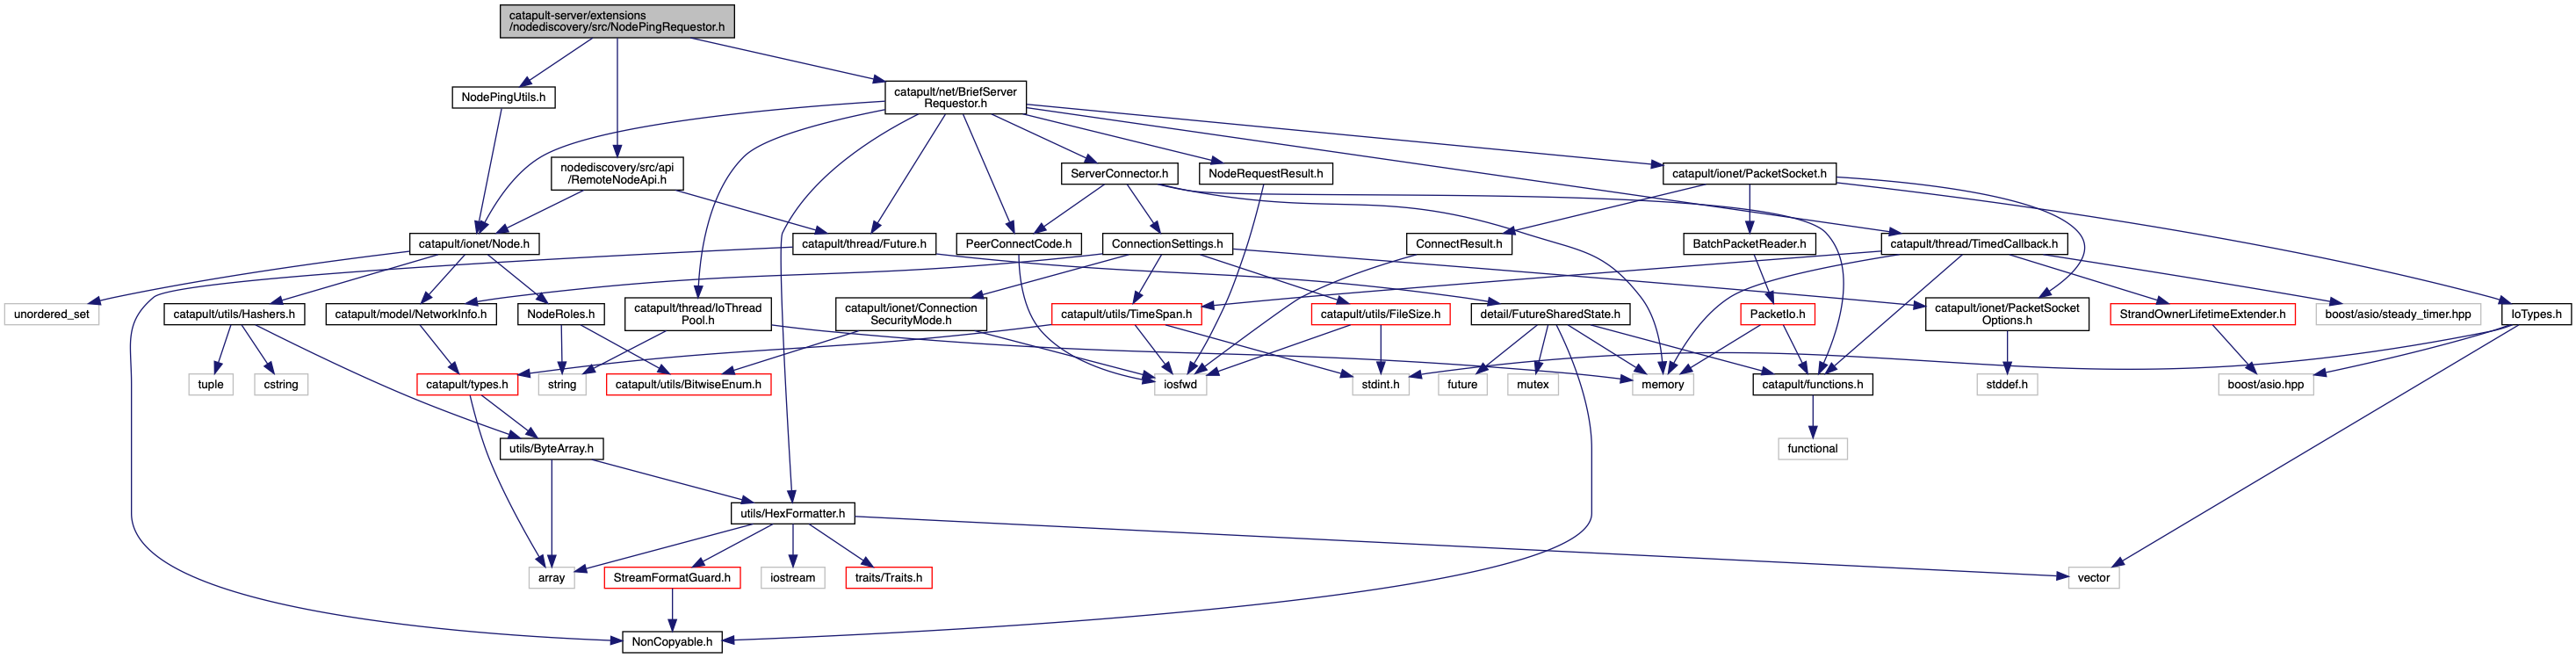 catapult-server/extensions
/nodediscovery/src/NodePingRequestor.h
NodePingUtils.h
catapult/net/BriefServer
Requestor.h
nodediscovery/src/api
/RemoteNodeApi.h
ServerConnector.h
NodeRequestResult.h
catapult/ionet/PacketSocket.h
catapult/ionet/Node.h
catapult/thread/Future.h
PeerConnectCode.h
ConnectionSettings.h
ConnectResult.h
BatchPacketReader.h
catapult/thread/TimedCallback.h
unordered_set
catapult/utils/Hashers.h
catapult/model/NetworkInfo.h
NodeRoles.h
catapult/thread/IoThread
Pool.h
catapult/ionet/Connection
SecurityMode.h
catapult/utils/TimeSpan.h
catapult/utils/FileSize.h
detail/FutureSharedState.h
PacketIo.h
catapult/ionet/PacketSocket
Options.h
StrandOwnerLifetimeExtender.h
boost/asio/steady_timer.hpp
IoTypes.h
tuple
cstring
catapult/types.h
string
catapult/utils/BitwiseEnum.h
iosfwd
stdint.h
future
mutex
memory
catapult/functions.h
stddef.h
boost/asio.hpp
utils/ByteArray.h
functional
utils/HexFormatter.h
array
StreamFormatGuard.h
iostream
traits/Traits.h
vector
NonCopyable.h